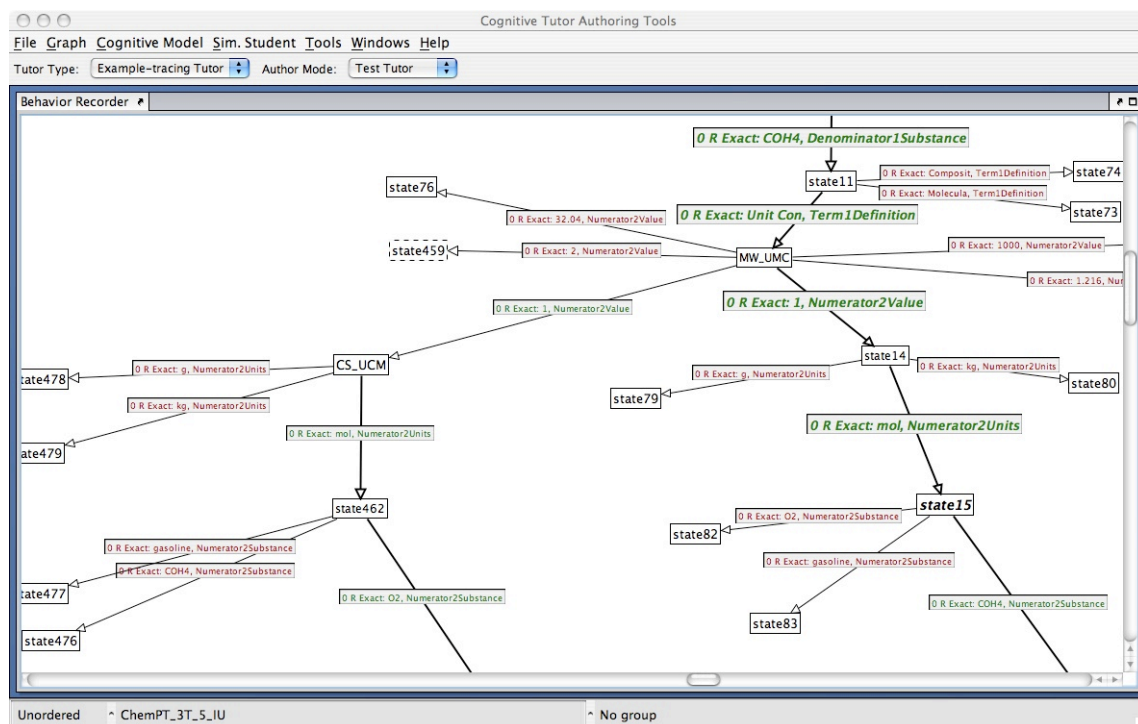 Cognitive Tutor Authoring Tools
File Graph Cognitive Model Sim. Student Tools Windows Help
Tutor Type: Example-tracing Tutor Author Mode: Test Tutor
Behavior Recorder
0 R Exact: COH4, Denominator1Substance
state76
state11
0 R Exact: Composit, Term1Definition
state74
0 R Exact: Molecula, Term1Definition
state73
0 R Exact: 32.04, Numerator2Value
0 R Exact: Unit Con, Term1Definition
state459
0 R Exact: 2, Numerator2Value
MW_UMC
0 R Exact: 1000, Numerator2Value
0 R Exact: 1.216, Nu
0 R Exact: 1, Numerator2Value
0 R Exact: 1, Numerator2Value
CS_UCM
state14
state478
0 R Exact: g, Numerator2Units
0 R Exact: g, Numerator2Units
0 R Exact: kg, Numerator2Units
state80
0 R Exact: kg, Numerator2Units
state79
ate479
0 R Exact: mol, Numerator2Units
0 R Exact: mol, Numerator2Units
state462
state15
state82
0 R Exact: O2, Numerator2Substance
0 R Exact: gasoline, Numerator2Substance
0 R Exact: gasoline, Numerator2Substance
0 R Exact: COH4, Numerator2Substance
state477
0 R Exact: O2, Numerator2Substance
0 R Exact: COH4, Numerator2Substance
state476
state83
Unordered ^ ChemPT_3T_5_IU ^ No group